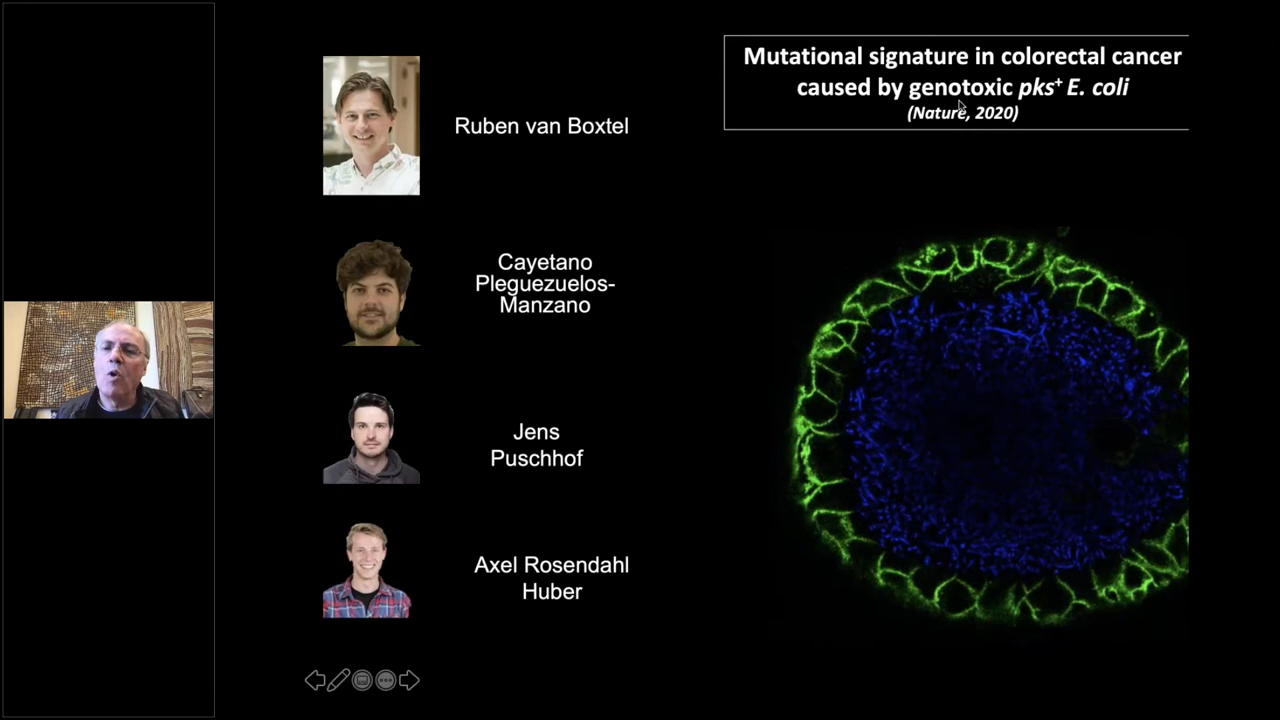 Mutational signature in colorectal cancer
caused by genotoxic pks+ E. coli
(Nature, 2020)
Ruben van Boxtel
Cayetano
Pleguezuelos-
Manzano
Jens
Puschhof
Axel Rosendahl
Huber